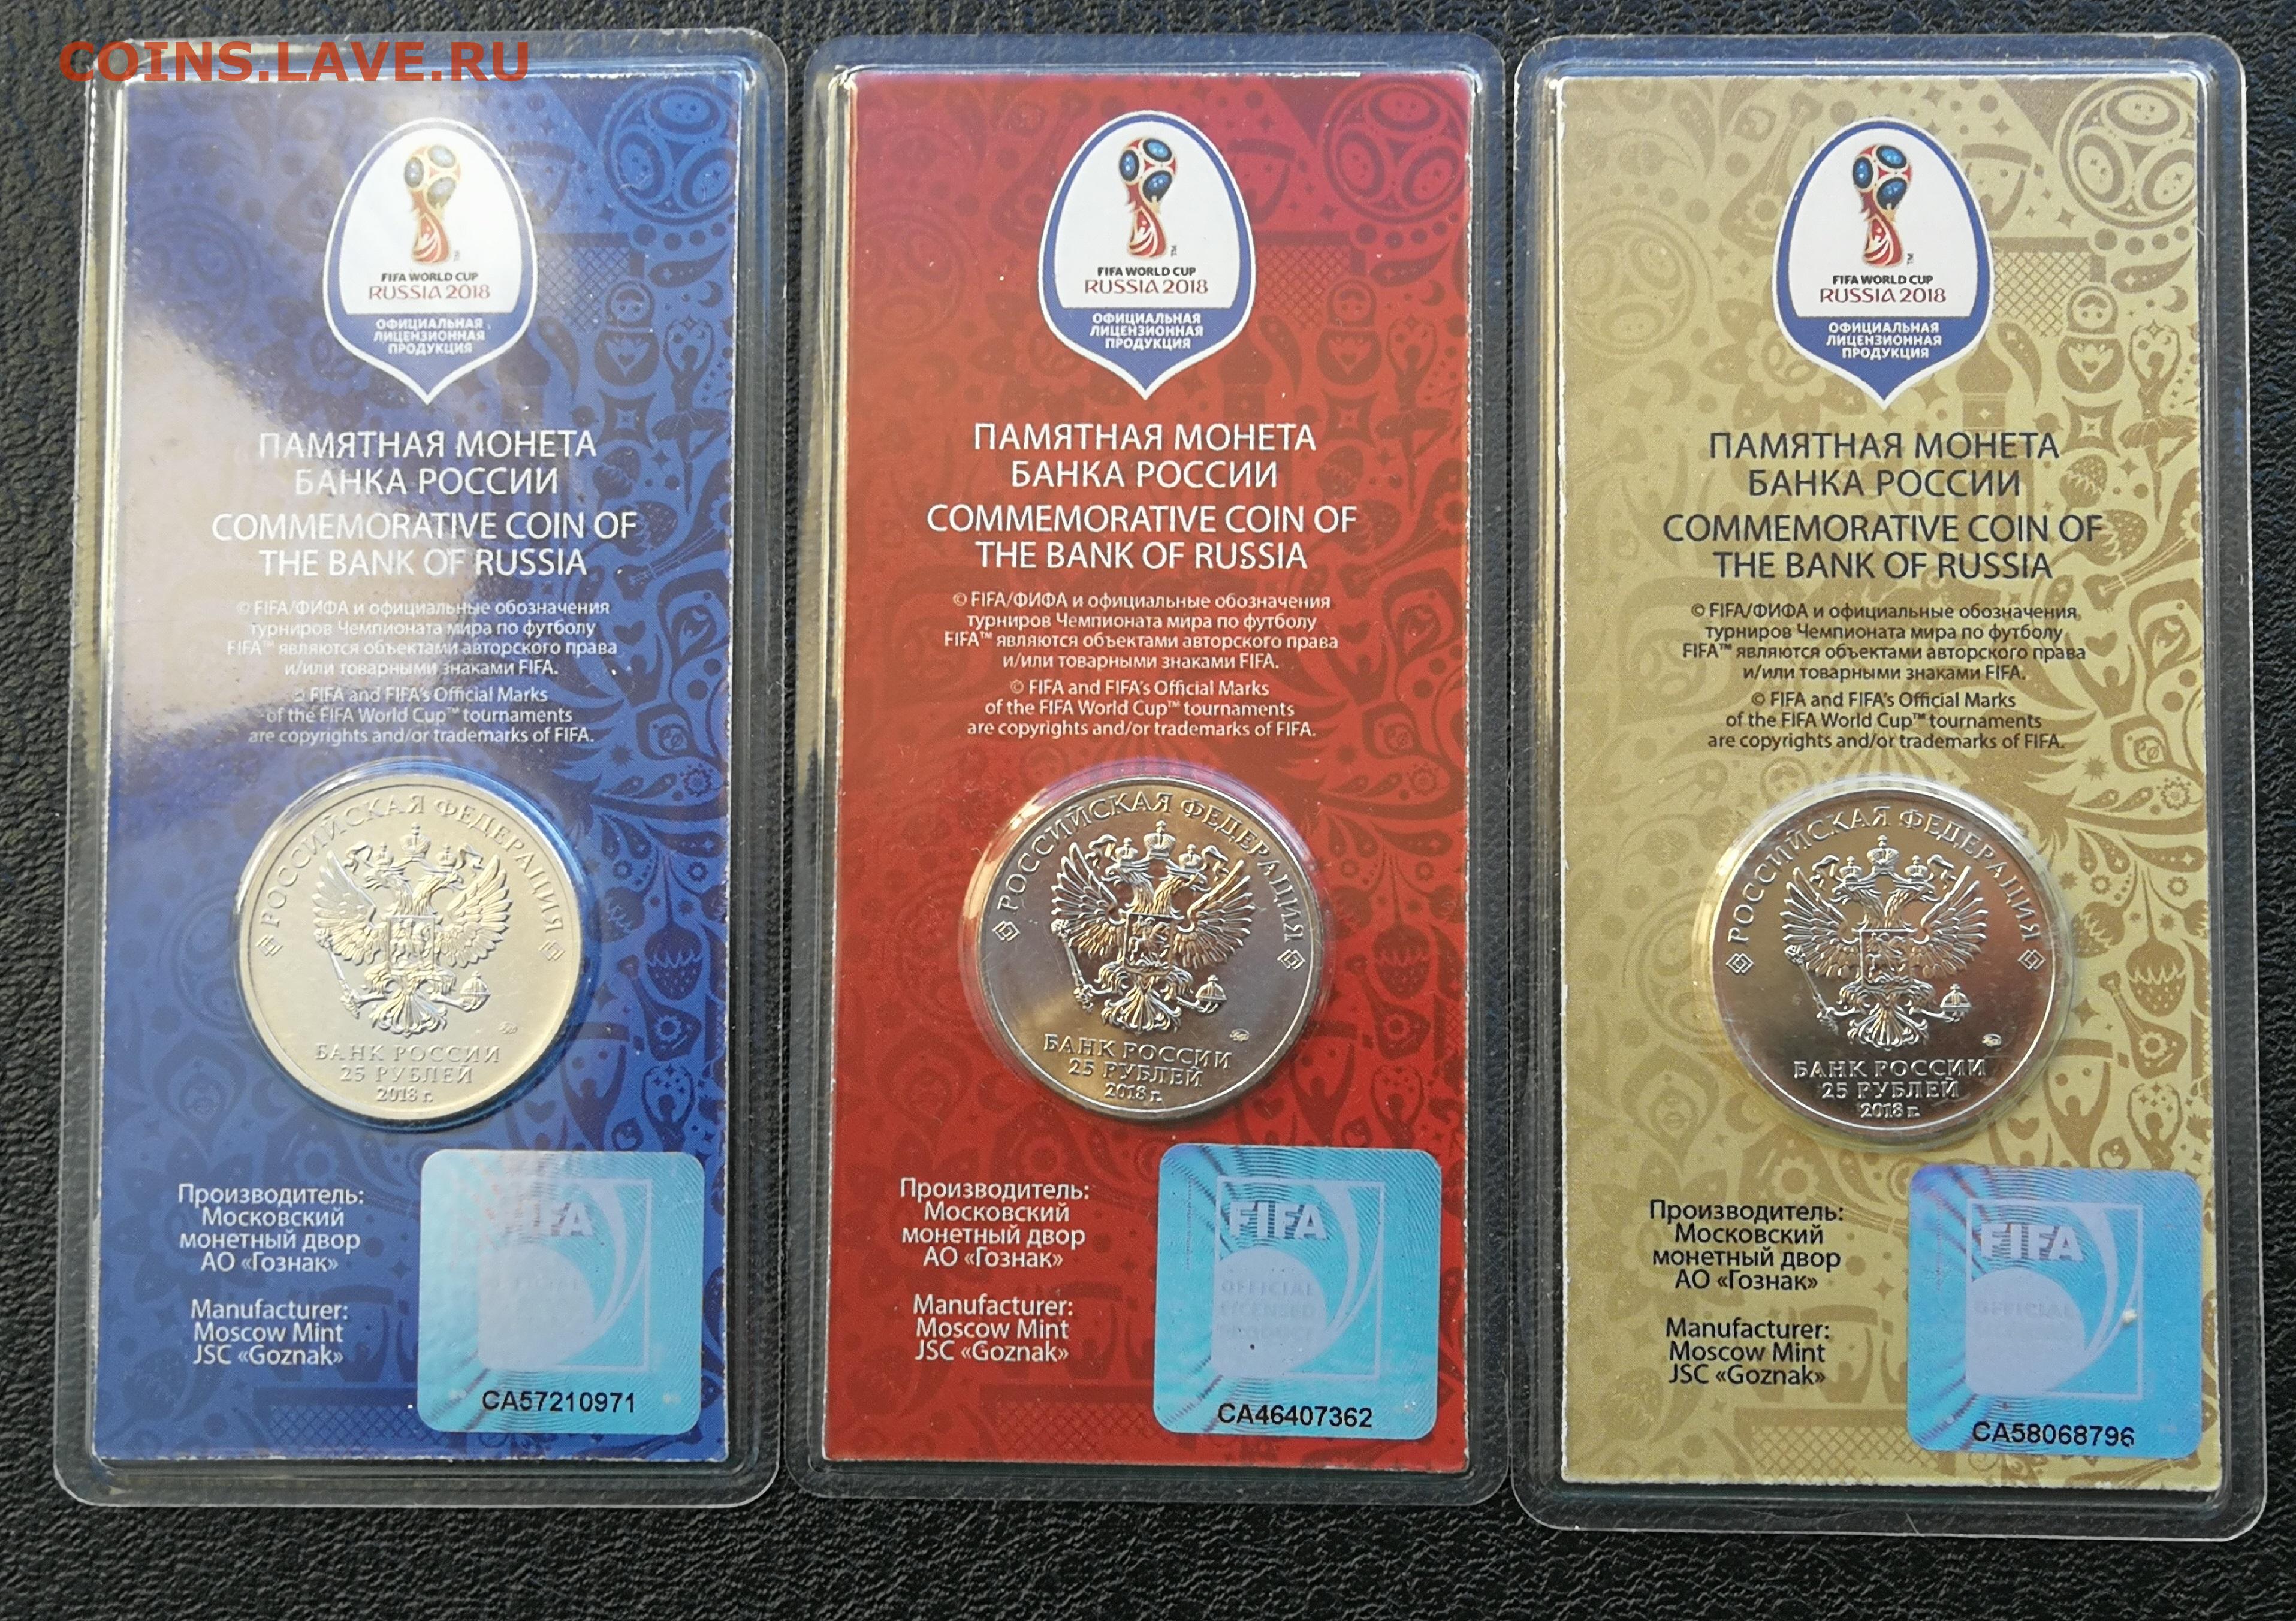 COINS.LAVE.RU
FIFA WORLD CUP
RUSSIA 2018
ОФИЦИАЛЬНАЯ
ЛИЦЕНЗИОННАЯ
ПРОДУКЦИЯ
ПАМЯТНАЯ МОНЕТА
БАНКА РОССИИ
COMMEMORATIVE COIN OF
THE BANK OF RUSSIA
© FIFA/ФИФА и официальные обозначения
турниров Чемпионата мира по футболу
FIFA™ являются объектами авторского права
и/или товарными знаками FIFA.
© FIFA and FIFA's Official Marks
of the FIFA World Cup™ tournaments
are copyrights and/or trademarks of FIFA.
РОССИЙСКАЯ ФЕДЕРАЦИЯ
БАНК РОССИИ
25 РУБЛЕЙ
2018 г.
Производитель:
Московский
монетный двор
АО «Гознак»
Manufacturer:
Moscow Mint
JSC «Goznak»
FIFA
CA57210971
FIFA WORLD CUP
RUSSIA 2018
ОФИЦИАЛЬНАЯ
ЛИЦЕНЗИОННАЯ
ПРОДУКЦИЯ
ПАМЯТНАЯ МОНЕТА
БАНКА РОССИИ
COMMEMORATIVE COIN OF
THE BANK OF RUSSIA
© FIFA/ФИФА и официальные обозначения
турниров Чемпионата мира по футболу
FIFA™ являются объектами авторского права
и/или товарными знаками FIFA.
© FIFA and FIFA's Official Marks
of the FIFA World Cup™ tournaments
are copyrights and/or trademarks of FIFA.
РОССИЙСКАЯ ФЕДЕРАЦИЯ
БАНК РОССИИ
25 РУБЛЕЙ
2018 г.
Производитель:
Московский
монетный двор
АО «Гознак»
Manufacturer:
Moscow Mint
JSC «Goznak»
FIFA
OFFICIAL
LICENSED
PRODUCT
CA46407362
FIFA WORLD CUP
RUSSIA 2018
ОФИЦИАЛЬНАЯ
ЛИЦЕНЗИОННАЯ
ПРОДУКЦИЯ
ПАМЯТНАЯ МОНЕТА
БАНКА РОССИИ
COMMEMORATIVE COIN OF
THE BANK OF RUSSIA
© FIFA/ФИФА и официальные обозначения
турниров Чемпионата мира по футболу
FIFA™ являются объектами авторского права
и/или товарными знаками FIFA.
© FIFA and FIFA's Official Marks
of the FIFA World Cup™ tournaments
are copyrights and/or trademarks of FIFA.
РОССИЙСКАЯ ФЕДЕРАЦИЯ
БАНК РОССИИ
25 РУБЛЕЙ
2018 г.
Производитель:
Московский
монетный двор
АО «Гознак»
Manufacturer:
Moscow Mint
JSC «Goznak»
FIFA
OFFICIAL
CA58068796